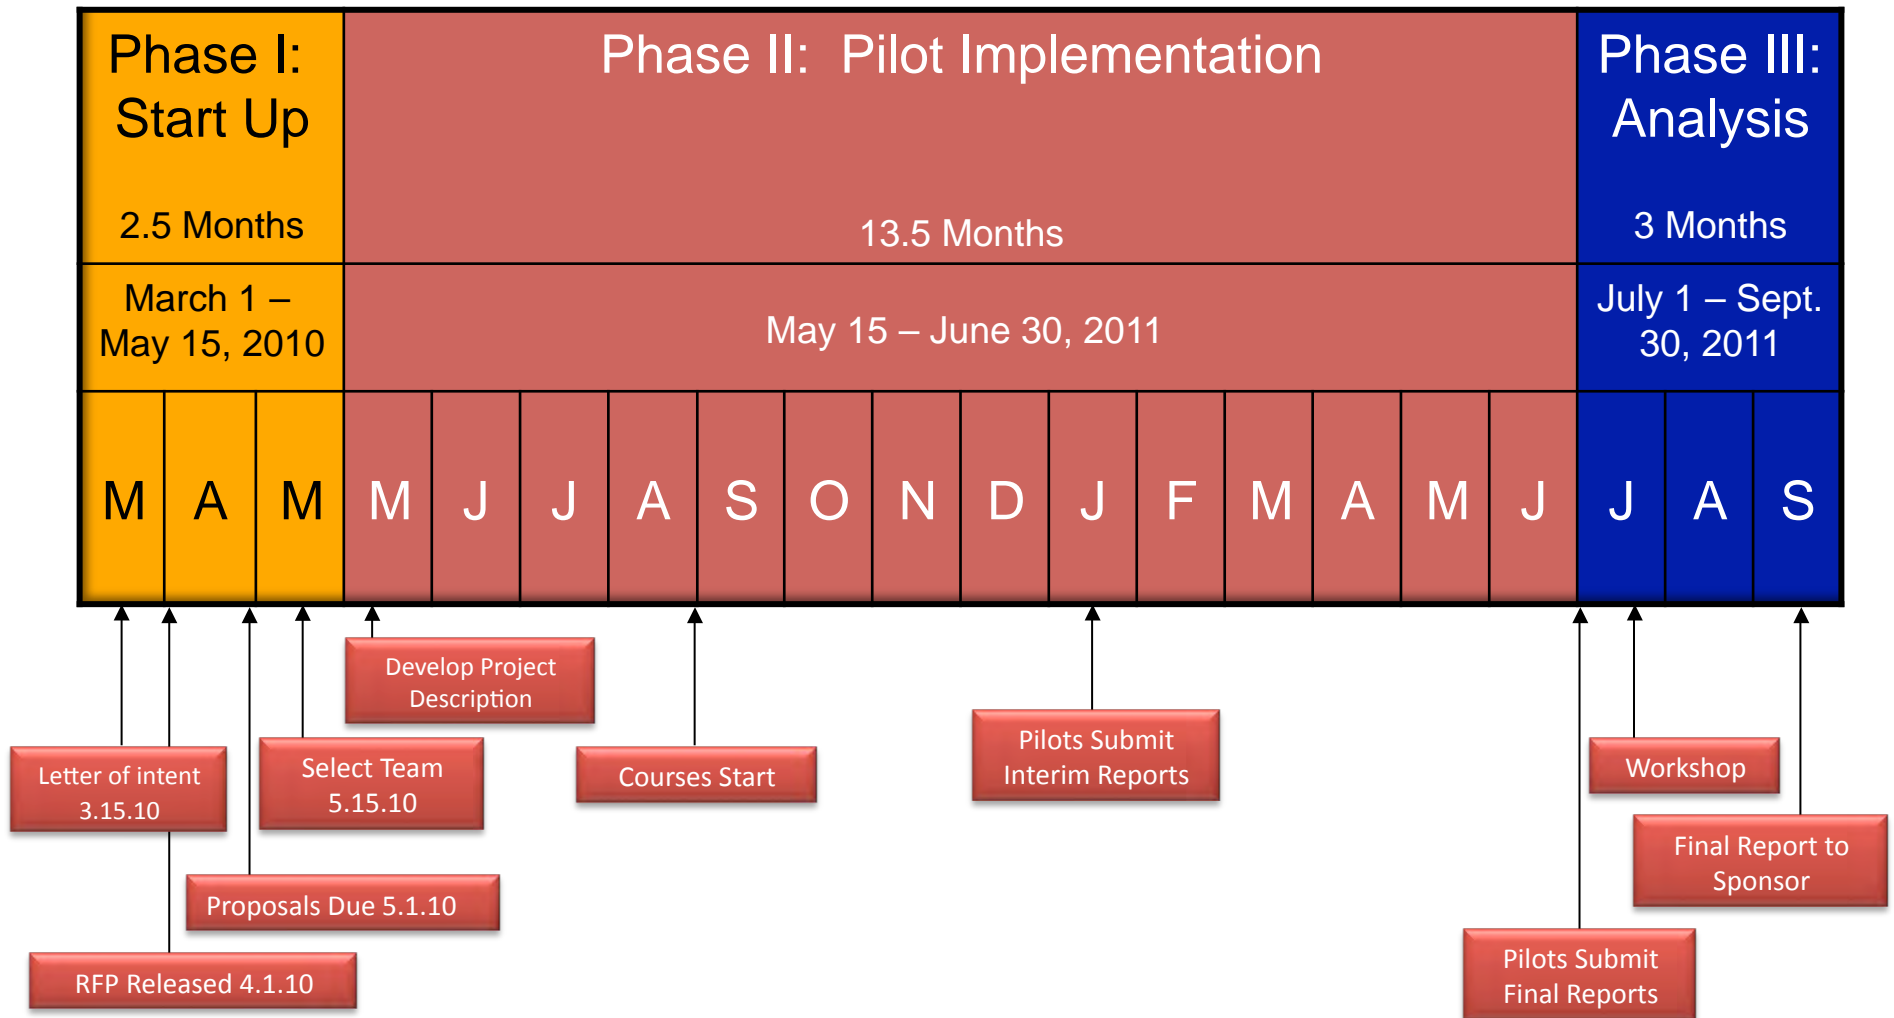 Phase I:
Start Up
2.5 Months
Phase II: Pilot Implementation
13.5 Months
Phase III:
Analysis
3 Months
March 1 –
May 15, 2010
May 15 – June 30, 2011
July 1 – Sept.
30, 2011
M A M M J J A S O N D J F M A M J J A S
Develop Project
Description
Letter of intent
3.15.10
Select Team
5.15.10
Courses Start
Pilots Submit
Interim Reports
Workshop
Proposals Due 5.1.10
Final Report to
Sponsor
RFP Released 4.1.10
Pilots Submit
Final Reports